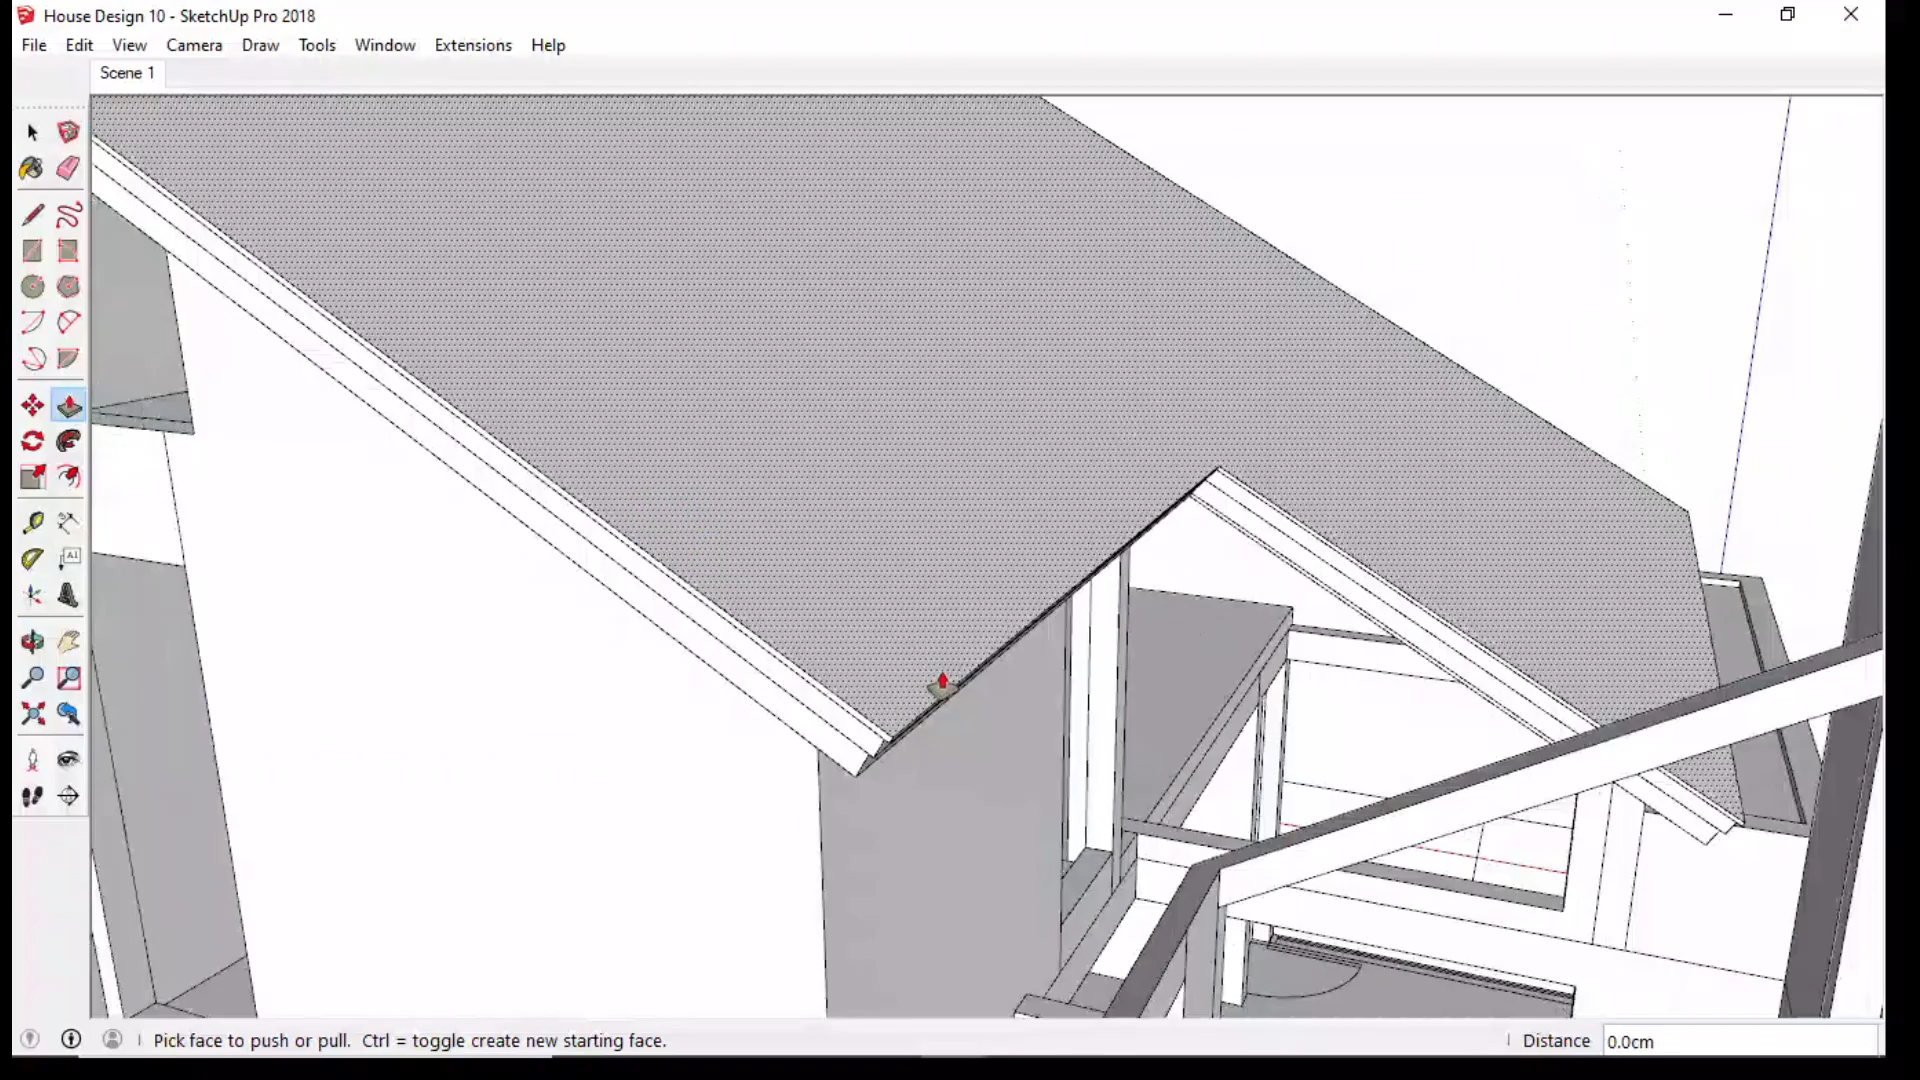 House Design 10 - SketchUp Pro 2018
File Edit View Camera Draw Tools Window Extensions Help
Scene 1
A1
Pick face to push or pull. Ctrl = toggle create new starting face.
Distance 0.0cm